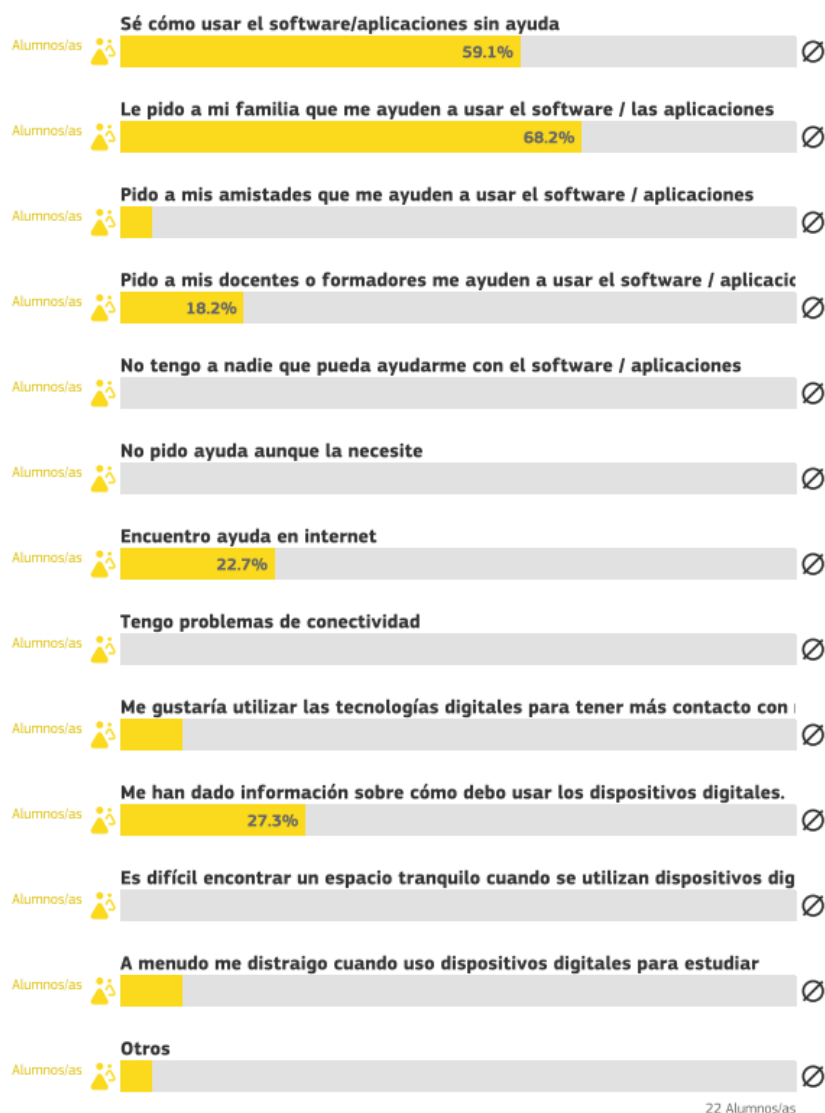 Sé cómo usar el software/aplicaciones sin ayuda
Alumnos/as
59.1%
Le pido a mi familia que me ayuden a usar el software / las aplicaciones
Alumnos/as
68.2%
Pido a mis amistades que me ayuden a usar el software / aplicaciones
Alumnos/as
Pido a mis docentes o formadores me ayuden a usar el software / aplicacio
Alumnos/as
18.2%
No tengo a nadie que pueda ayudarme con el software / aplicaciones
Alumnos/as
No pido ayuda aunque la necesite
Alumnos/as
Encuentro ayuda en internet
Alumnos/as
22.7%
Tengo problemas de conectividad
Alumnos/as
Me gustaría utilizar las tecnologías digitales para tener más contacto con
Alumnos/as
Me han dado información sobre cómo debo usar los dispositivos digitales.
Alumnos/as
27.3%
Es difícil encontrar un espacio tranquilo cuando se utilizan dispositivos dig
Alumnos/as
A menudo me distraigo cuando uso dispositivos digitales para estudiar
Alumnos/as
Otros
Alumnos/as
22 Alumnos/as